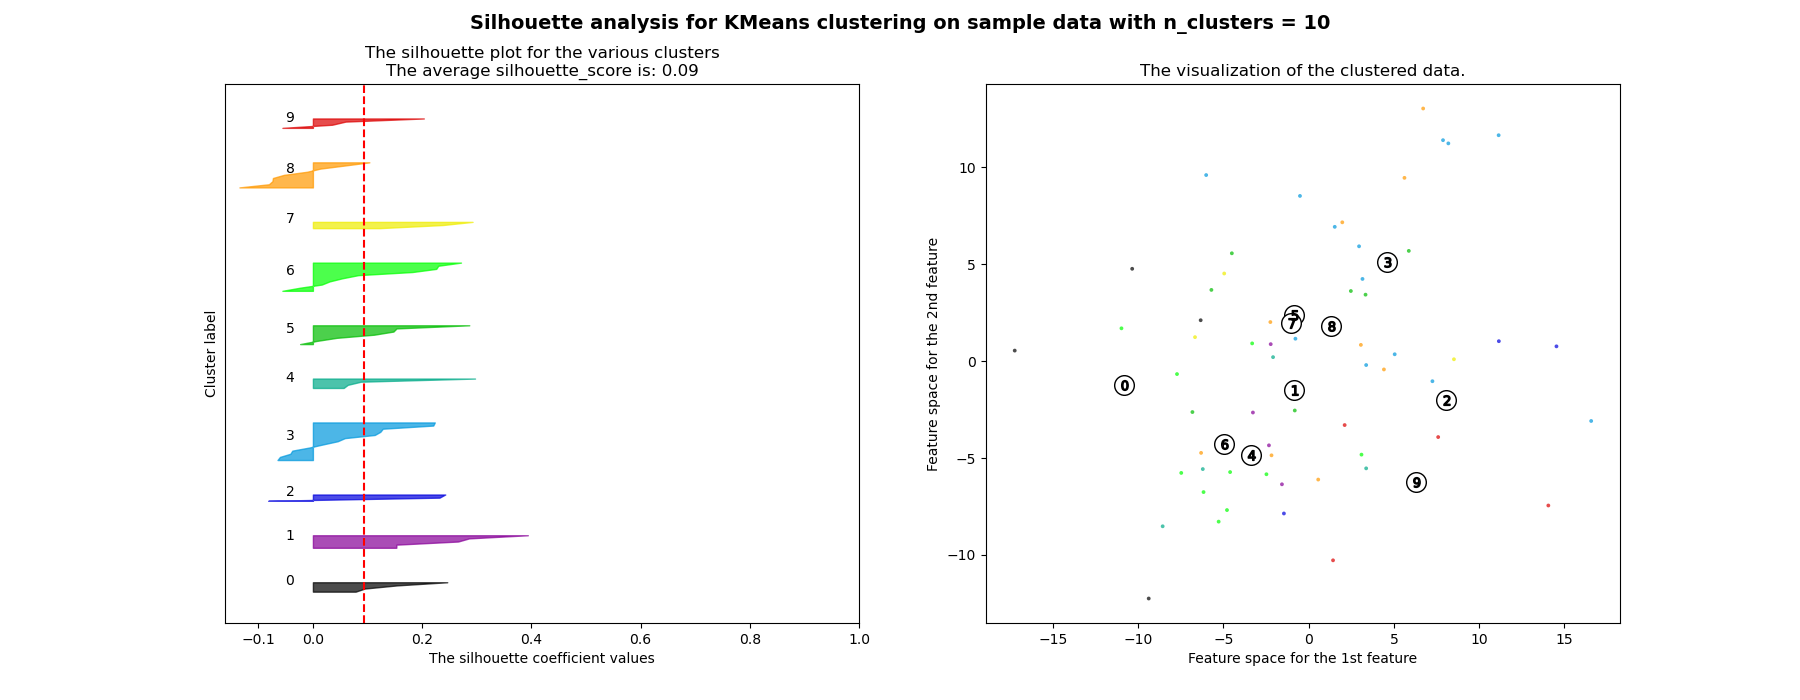 Silhouette analysis for KMeans clustering on sample data with n_clusters = 10
The silhouette plot for the various clusters
The average silhouette_score is: 0.09
Cluster label
9
8
7
6
5
4
3
2
1
0
−0.1 0.0 0.2 0.4 0.6 0.8 1.0
The silhouette coefficient values
The visualization of the clustered data.
Feature space for the 2nd feature
10
5
0
−5
−10
3
5
7
8
0
1
2
6
4
9
−15 −10 −5 0 5 10 15
Feature space for the 1st feature